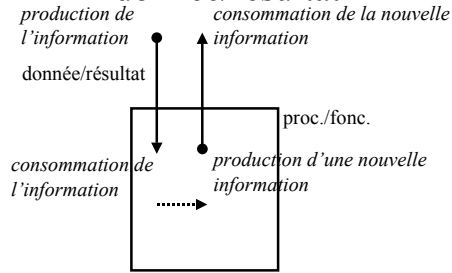 production de
l'information
consommation de la nouvelle
information
donnée/résultat
proc./fonc.
consommation de
l'information
production d'une nouvelle
information